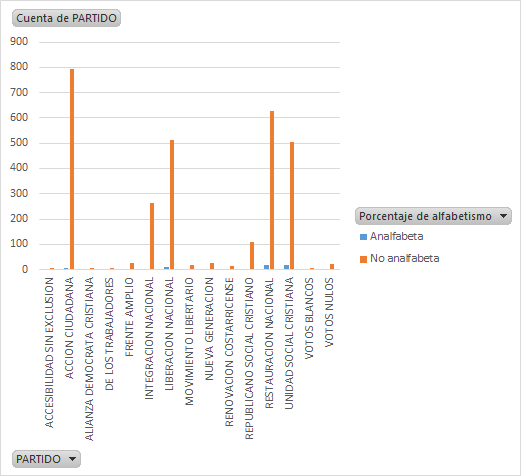 Cuenta de PARTIDO
900
800
700
600
500
400
300
200
100
0
ACCESIBILIDAD SIN EXCLUSION
ACCION CIUDADANA
ALIANZA DEMOCRATA CRISTIANA
DE LOS TRABAJADORES
FRENTE AMPLIO
INTEGRACION NACIONAL
LIBERACION NACIONAL
MOVIMIENTO LIBERTARIO
NUEVA GENERACION
RENOVACION COSTARRICENSE
REPUBLICANO SOCIAL CRISTIANO
RESTAURACION NACIONAL
UNIDAD SOCIAL CRISTIANA
VOTOS BLANCOS
VOTOS NULOS
Porcentaje de alfabetismo
Analfabeta
No analfabeta
PARTIDO